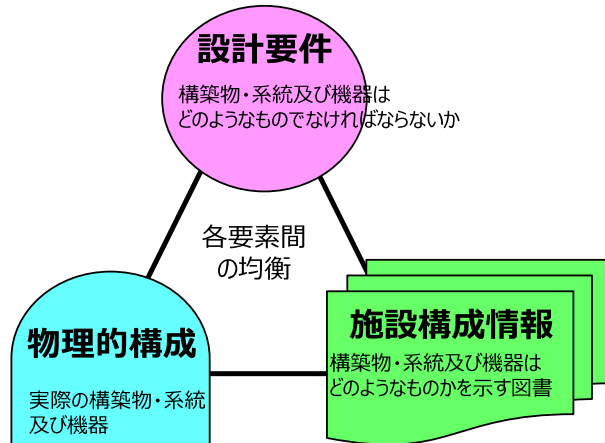 設計要件
構築物・系統及び機器は
どのようなものでなければならないか
各要素間
の均衡
物理的構成
実際の構築物・系統
及び機器
施設構成情報
構築物・系統及び機器は
どのようなものかを示す図書